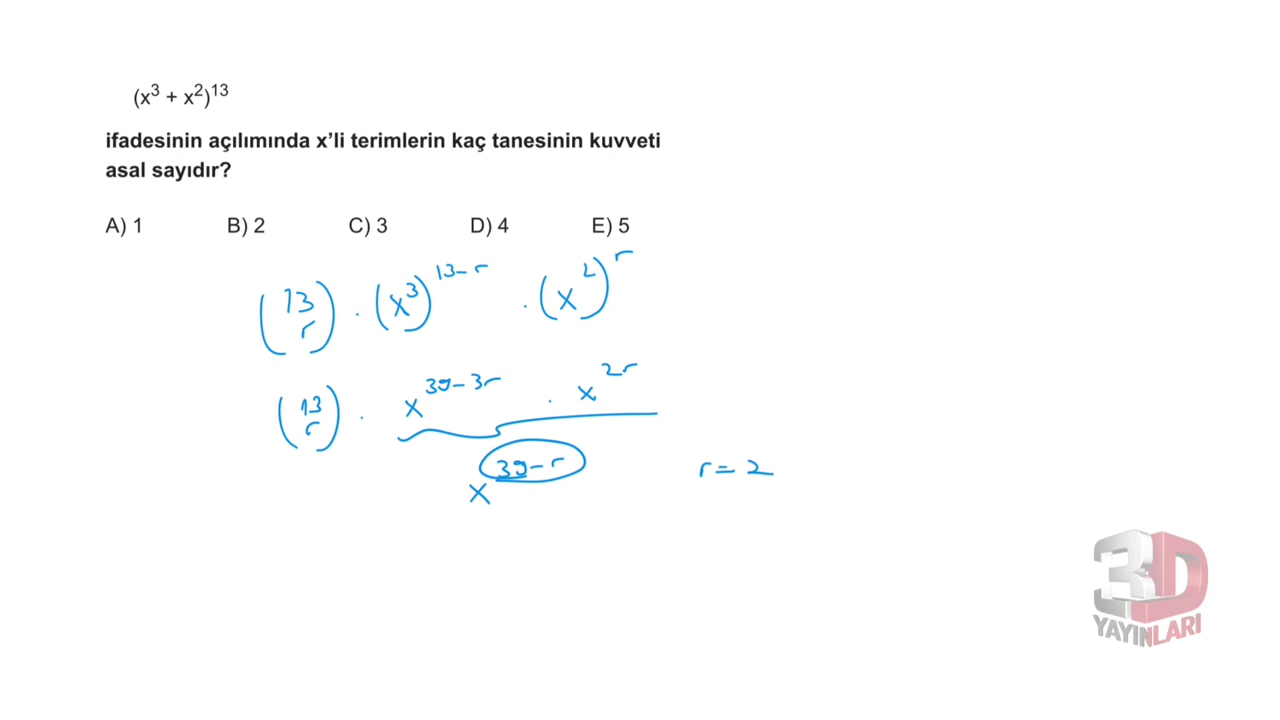 (x³ + x²)¹³
ifadesinin açılımında x'li terimlerin kaç tanesinin kuvveti
asal sayıdır?
A) 1 B) 2 C) 3 D) 4 E) 5
(13 r) . (x³)^13-r . (x²)^r
(13 r) . x^39-3r . x^2r
x^39-r r = 2
3D
YAYINLARI